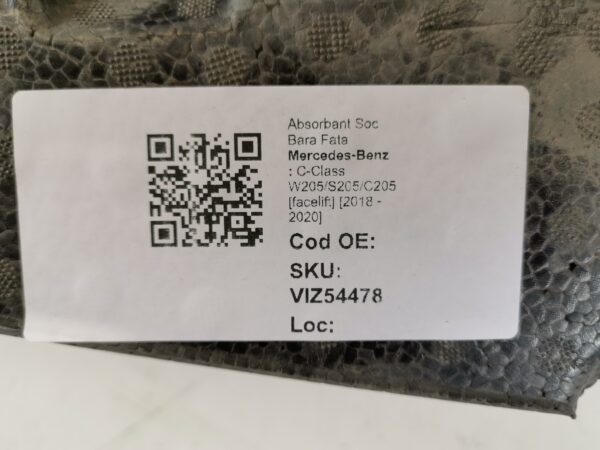 Absorbant Soc
Bara Fata
Mercedes-Benz
: C-Class
W205/S205/C205
[facelift] [2018 -
2020]
Cod OE:
SKU:
VIZ54478
Loc: